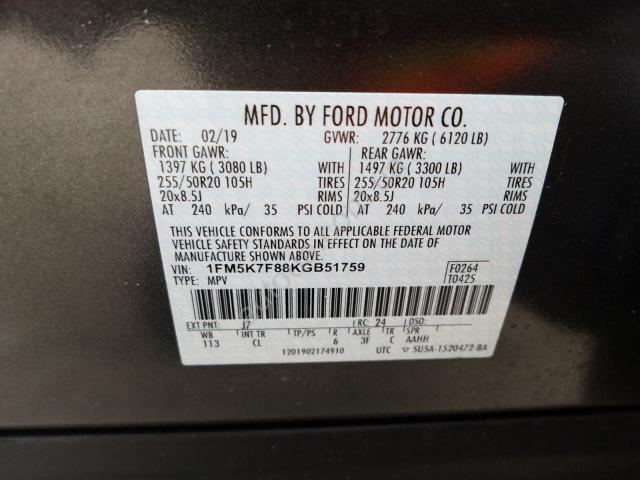 MFD. BY FORD MOTOR CO.
DATE: 02/19 GVWR: 2776 KG ( 6120 LB)
FRONT GAWR: REAR GAWR:
1397 KG ( 3080 LB) WITH 1497 KG ( 3300 LB) WITH
255/50R20 105H TIRES 255/50R20 105H TIRES
20x8.5J RIMS 20x8.5J RIMS
AT 240 kPa/ 35 PSI COLD AT 240 kPa/ 35 PSI COLD
THIS VEHICLE CONFORMS TO ALL APPLICABLE FEDERAL MOTOR
VEHICLE SAFETY STANDARDS IN EFFECT ON THE DATE OF
MANUFACTURE SHOWN ABOVE.
VIN: 1FM5K7F88KGB51759 F0264
TYPE: MPV T0425
EXT PNT: J7 RC: 24 DSO:
WB INT TR TP/PS R AXLE TR SPR
113 CL 6 3F C AAHH
1201902174910 UTC 5U5A-1520472-BA